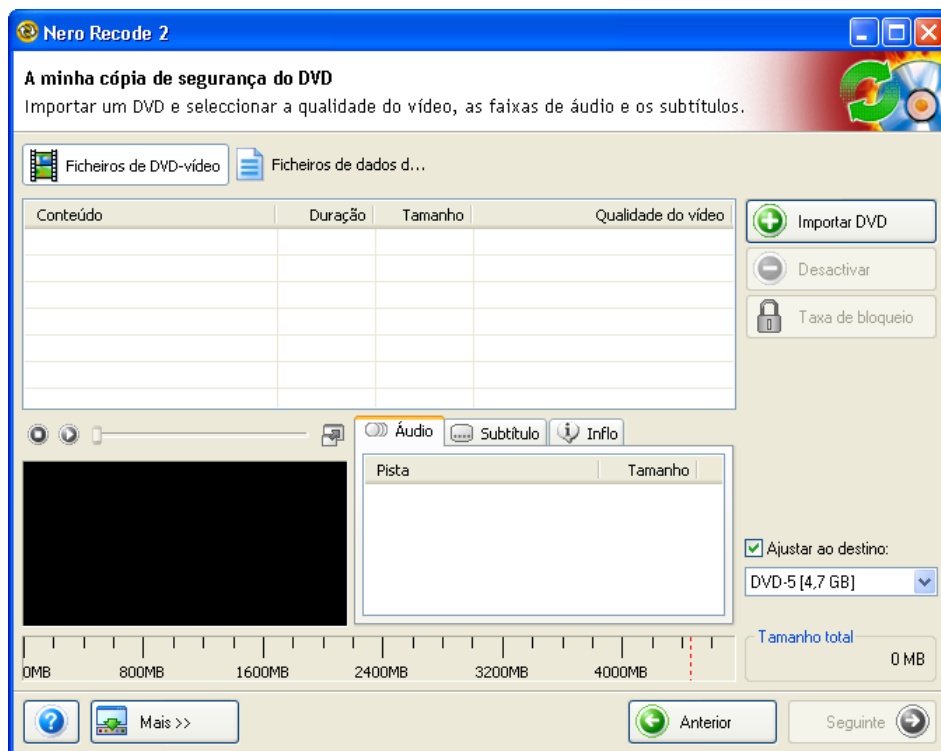 Nero Recode 2
A minha cópia de segurança do DVD
Importar um DVD e seleccionar a qualidade do vídeo, as faixas de áudio e os subtítulos.
Ficheiros de DVD-vídeo Ficheiros de dados d...
Conteúdo Duração Tamanho Qualidade do vídeo
Importar DVD
Desactivar
Taxa de bloqueio
Áudio Subtítulo Inflo
Pista Tamanho
Ajustar ao destino:
DVD-5 [4,7 GB]
Tamanho total
0 MB
0MB 800MB 1600MB 2400MB 3200MB 4000MB
Mais >> Anterior Seguinte